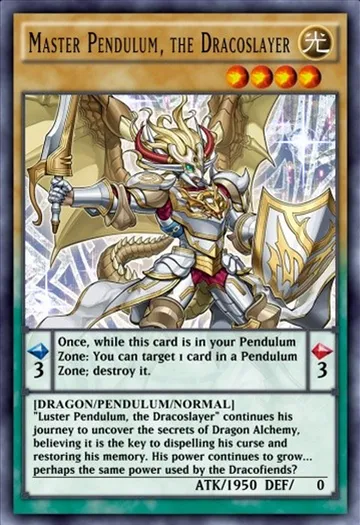 MASTER PENDULUM, THE DRACOSLAYER
光
Once, while this card is in your Pendulum
Zone: You can target 1 card in a Pendulum
Zone; destroy it.
3
3
[DRAGON/PENDULUM/NORMAL]
"Luster Pendulum, the Dracoslayer" continues his
journey to uncover the secrets of Dragon Alchemy,
believing it is the key to dispelling his curse and
restoring his memory. His power continues to grow...
perhaps the same power used by the Dracofiends?
ATK/1950 DEF/ 0